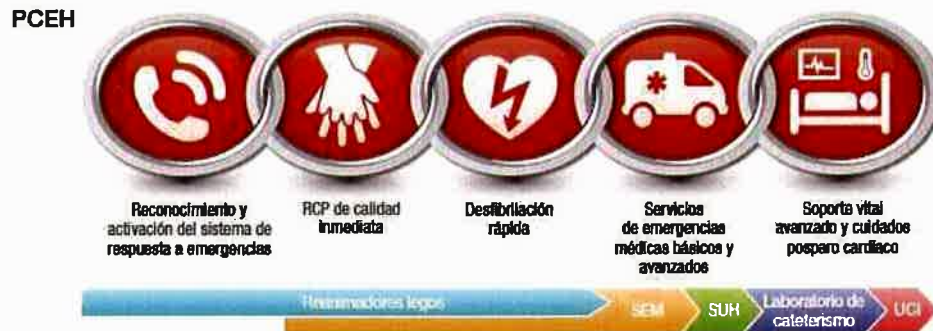 PCEH
Reconocimiento y
activación del sistema de
respuesta a emergencias
RCP de calidad
inmediata
Desfibrilación
rápida
Servicios
de emergencias
médicas básicos y
avanzados
Soporte vital
avanzado y cuidados
posparo cardíaco
Reanimadores legos
SEM
SUH
Laboratorio de
cateterismo
UCI